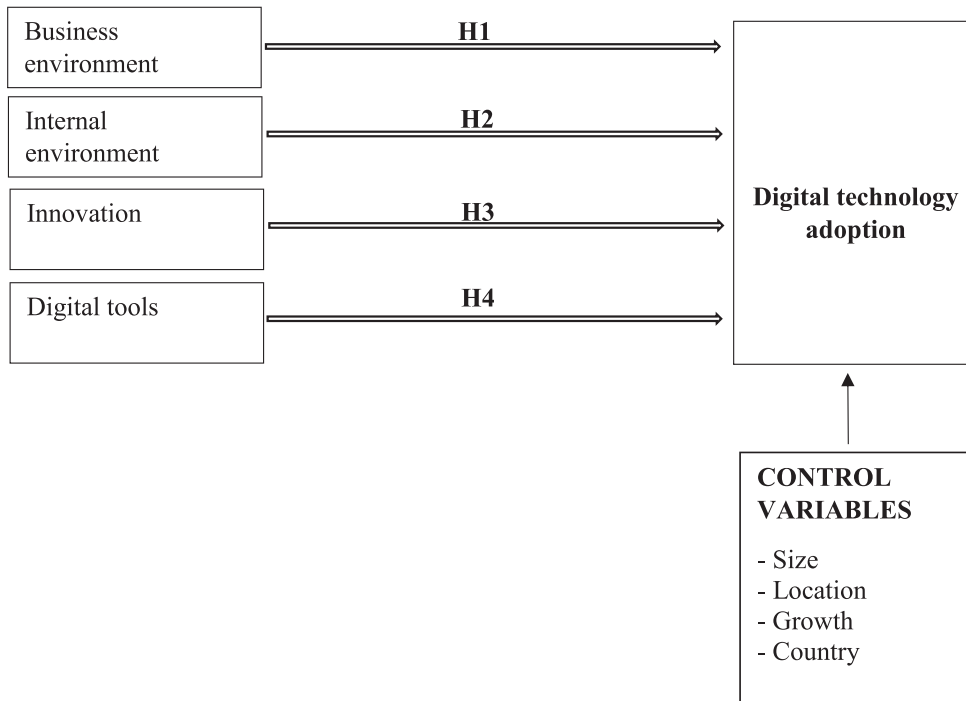 Business
environment
H1
Internal
environment
H2
Innovation
H3
Digital tools
H4
Digital technology
adoption
CONTROL
VARIABLES
- Size
- Location
- Growth
- Country